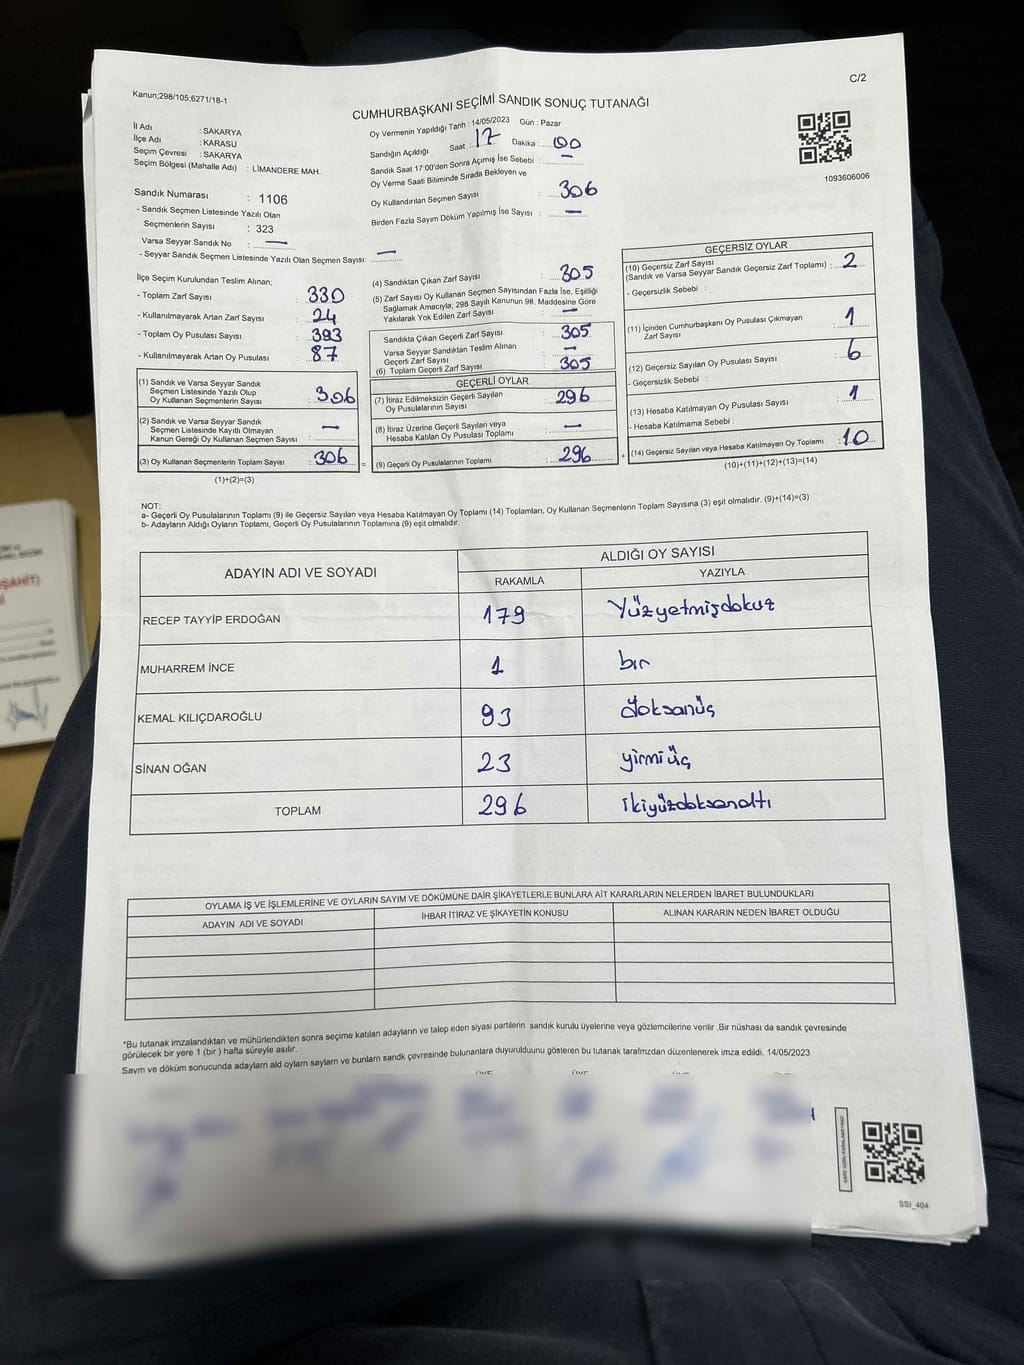 C/2
Kanun;298/105;6271/18-1
CUMHURBAŞKANI SEÇİMİ SANDIK SONUÇ TUTANAĞI
İl Adı : SAKARYA
İlçe Adı : KARASU
Seçim Çevresi : SAKARYA
Seçim Bölgesi (Mahalle Adı) : LİMANDERE MAH.
Oy Vermenin Yapıldığı Tarih : 14/05/2023 Gün : Pazar
Sandığın Açıldığı Saat : 17 Dakika : 00
Sandık Saat 17:00'den Sonra Açımış İse Sebebi : —
Oy Verme Saati Bitiminde Sırada Bekleyen ve
Oy Kullandırılan Seçmen Sayısı : 306
Birden Fazla Sayım Döküm Yapılmış İse Sayısı : —
1093606006
Sandık Numarası : 1106
- Sandık Seçmen Listesinde Yazılı Olan
Seçmenlerin Sayısı : 323
Varsa Seyyar Sandık No : —
- Seyyar Sandık Seçmen Listesinde Yazılı Olan Seçmen Sayısı: —
İlçe Seçim Kurulundan Teslim Alınan;
- Toplam Zarf Sayısı : 330
- Kullanılmayarak Artan Zarf Sayısı : 24
- Toplam Oy Pusulası Sayısı : 393
- Kullanılmayarak Artan Oy Pusulası : 87
(1) Sandık ve Varsa Seyyar Sandık
Seçmen Listesinde Yazılı Olup
Oy Kullanan Seçmenlerin Sayısı : 306
(2) Sandık ve Varsa Seyyar Sandık
Seçmen Listesinde Kayıtlı Olmayan
Kanun Gereği Oy Kullanan Seçmen Sayısı : —
(3) Oy Kullanan Seçmenlerin Toplam Sayısı : 306
(1)+(2)=(3)
(4) Sandıktan Çıkan Zarf Sayısı : 305
(5) Zarf Sayısı Oy Kullanan Seçmen Sayısından Fazla İse, Eşitliği
Sağlamak Amacıyla; 298 Sayılı Kanunun 98. Maddesine Göre
Yakılarak Yok Edilen Zarf Sayısı : —
Sandıkta Çıkan Geçerli Zarf Sayısı : 305
Varsa Seyyar Sandıktan Teslim Alınan
Geçerli Zarf Sayısı : —
(6) Toplam Geçerli Zarf Sayısı : 305
GEÇERLİ OYLAR
(7) İtiraz Edilmeksizin Geçerli Sayılan
Oy Pusulalarının Sayısı : 296
(8) İtiraz Üzerine Geçerli Sayılan veya
Hesaba Katılan Oy Pusulası Toplamı : —
= (9) Geçerli Oy Pusulalarının Toplamı : 296
GEÇERSİZ OYLAR
(10) Geçersiz Zarf Sayısı
(Sandık ve Varsa Seyyar Sandık Geçersiz Zarf Toplamı) : 2
- Geçersizlik Sebebi :
(11) İçinden Cumhurbaşkanı Oy Pusulası Çıkmayan
Zarf Sayısı : 1
(12) Geçersiz Sayılan Oy Pusulası Sayısı : 6
- Geçersizlik Sebebi :
(13) Hesaba Katılmayan Oy Pusulası Sayısı : 1
- Hesaba Katılmama Sebebi :
+ (14) Geçersiz Sayılan veya Hesaba Katılmayan Oy Toplamı : 10
(10)+(11)+(12)+(13)=(14)
NOT:
a- Geçerli Oy Pusulalarının Toplamı (9) ile Geçersiz Sayılan veya Hesaba Katılmayan Oy Toplamı (14) Toplamları, Oy Kullanan Seçmenlerin Toplam Sayısına (3) eşit olmalıdır. (9)+(14)=(3)
b- Adayların Aldığı Oyların Toplamı, Geçerli Oy Pusulalarının Toplamına (9) eşit olmalıdır.
ADAYIN ADI VE SOYADI ALDIĞI OY SAYISI
RAKAMLA YAZIYLA
RECEP TAYYİP ERDOĞAN 179 Yüzyetmişdokuz
MUHARREM İNCE 1 bir
KEMAL KILIÇDAROĞLU 93 doksanüç
SİNAN OĞAN 23 yirmi üç
TOPLAM 296 ikiyüzdoksanaltı
OYLAMA İŞ VE İŞLEMLERİNE VE OYLARIN SAYIM VE DÖKÜMÜNE DAİR ŞİKAYETLERLE BUNLARA AİT KARARLARIN NELERDEN İBARET BULUNDUKLARI
ADAYIN ADI VE SOYADI İHBAR İTİRAZ VE ŞİKAYETİN KONUSU ALINAN KARARIN NEDEN İBARET OLDUĞU
*Bu tutanak imzalandıktan ve mühürlendikten sonra seçime katılan adayların ve talep eden siyasi partilerin sandık kurulu üyelerine veya gözlemcilerine verilir .Bir nüshası da sandık çevresinde
görülecek bir yere 1 (bir ) hafta süreyle asılır.
Sayım ve döküm sonucunda adayların ald oyların sayları ve bunların sandk çevresinde bulunanlara duyurulduunu gösteren bu tutanak tarafmzdan düzenlenerek imza edildi. 14/05/2023
SSİ_404
ŞAHİT)